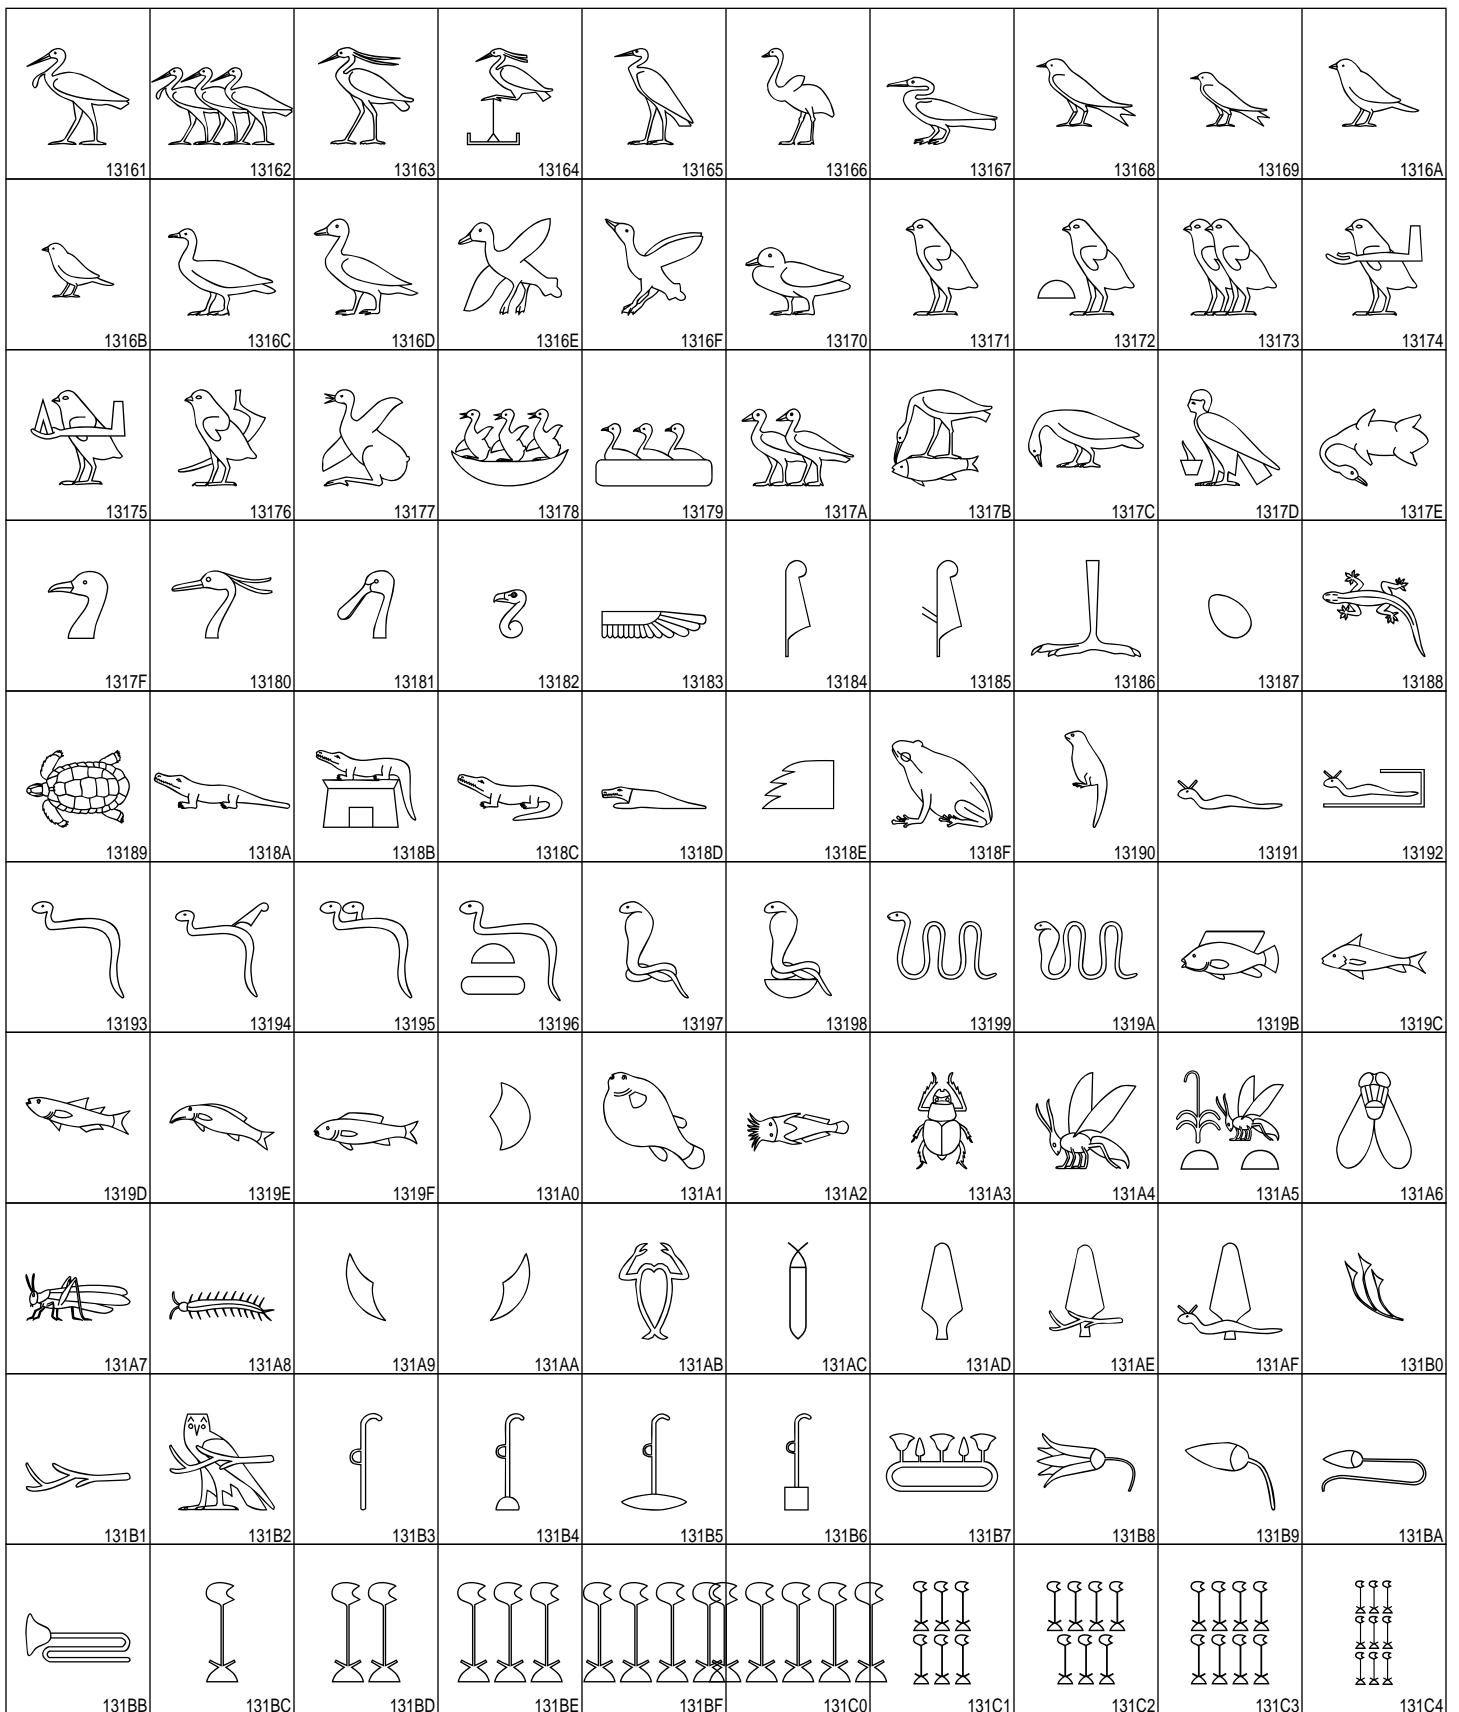 𓅡 𓅢 𓅣 𓅤 𓅥 𓅦 𓅧 𓅨 𓅩 𓅪
13161 13162 13163 13164 13165 13166 13167 13168 13169 1316A
𓅫 𓅬 𓅭 𓅮 𓅯 𓅰 𓅱 𓅲 𓅳 𓅴
1316B 1316C 1316D 1316E 1316F 13170 13171 13172 13173 13174
𓅵 𓅶 𓅷 𓅸 𓅹 𓅺 𓅻 𓅼 𓅽 𓅾
13175 13176 13177 13178 13179 1317A 1317B 1317C 1317D 1317E
𓅿 𓆀 𓆁 𓆂 𓆃 𓆄 𓆅 𓆆 𓆇 𓆈
1317F 13180 13181 13182 13183 13184 13185 13186 13187 13188
𓆉 𓆊 𓆋 𓆌 𓆍 𓆎 𓆏 𓆐 𓆑 𓆒
13189 1318A 1318B 1318C 1318D 1318E 1318F 13190 13191 13192
𓆓 𓆔 𓆕 𓆖 𓆗 𓆘 𓆙 𓆚 𓆛 𓆜
13193 13194 13195 13196 13197 13198 13199 1319A 1319B 1319C
𓆝 𓆞 𓆟 𓆠 𓆡 𓆢 𓆣 𓆤 𓆥 𓆦
1319D 1319E 1319F 131A0 131A1 131A2 131A3 131A4 131A5 131A6
𓆧 𓆨 𓆩 𓆪 𓆫 𓆬 𓆭 𓆮 𓆯 𓆰
131A7 131A8 131A9 131AA 131AB 131AC 131AD 131AE 131AF 131B0
𓆱 𓆲 𓆳 𓆴 𓆵 𓆶 𓆷 𓆸 𓆹 𓆺
131B1 131B2 131B3 131B4 131B5 131B6 131B7 131B8 131B9 131BA
𓆻 𓆼 𓆽 𓆾 𓆿 𓇀 𓇁 𓇂 𓇃 𓇄
131BB 131BC 131BD 131BE 131BF 131C0 131C1 131C2 131C3 131C4